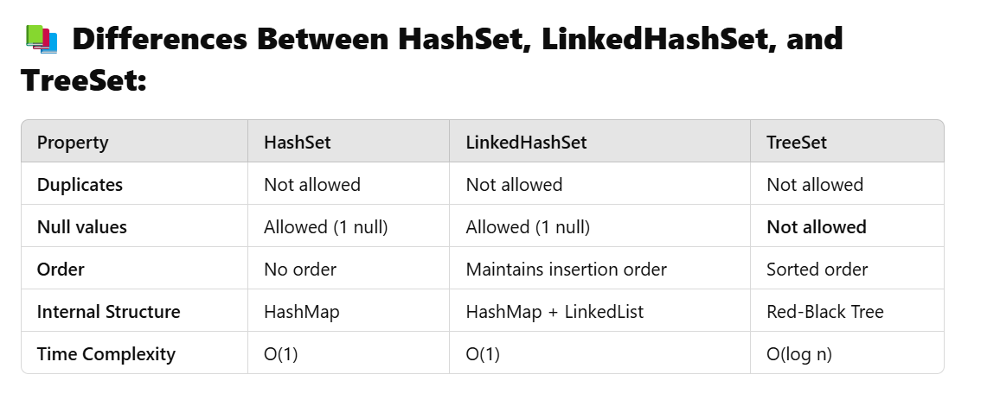 📚 Differences Between HashSet, LinkedHashSet, and
TreeSet:
Property HashSet LinkedHashSet TreeSet
Duplicates Not allowed Not allowed Not allowed
Null values Allowed (1 null) Allowed (1 null) Not allowed
Order No order Maintains insertion order Sorted order
Internal Structure HashMap HashMap + LinkedList Red-Black Tree
Time Complexity O(1) O(1) O(log n)